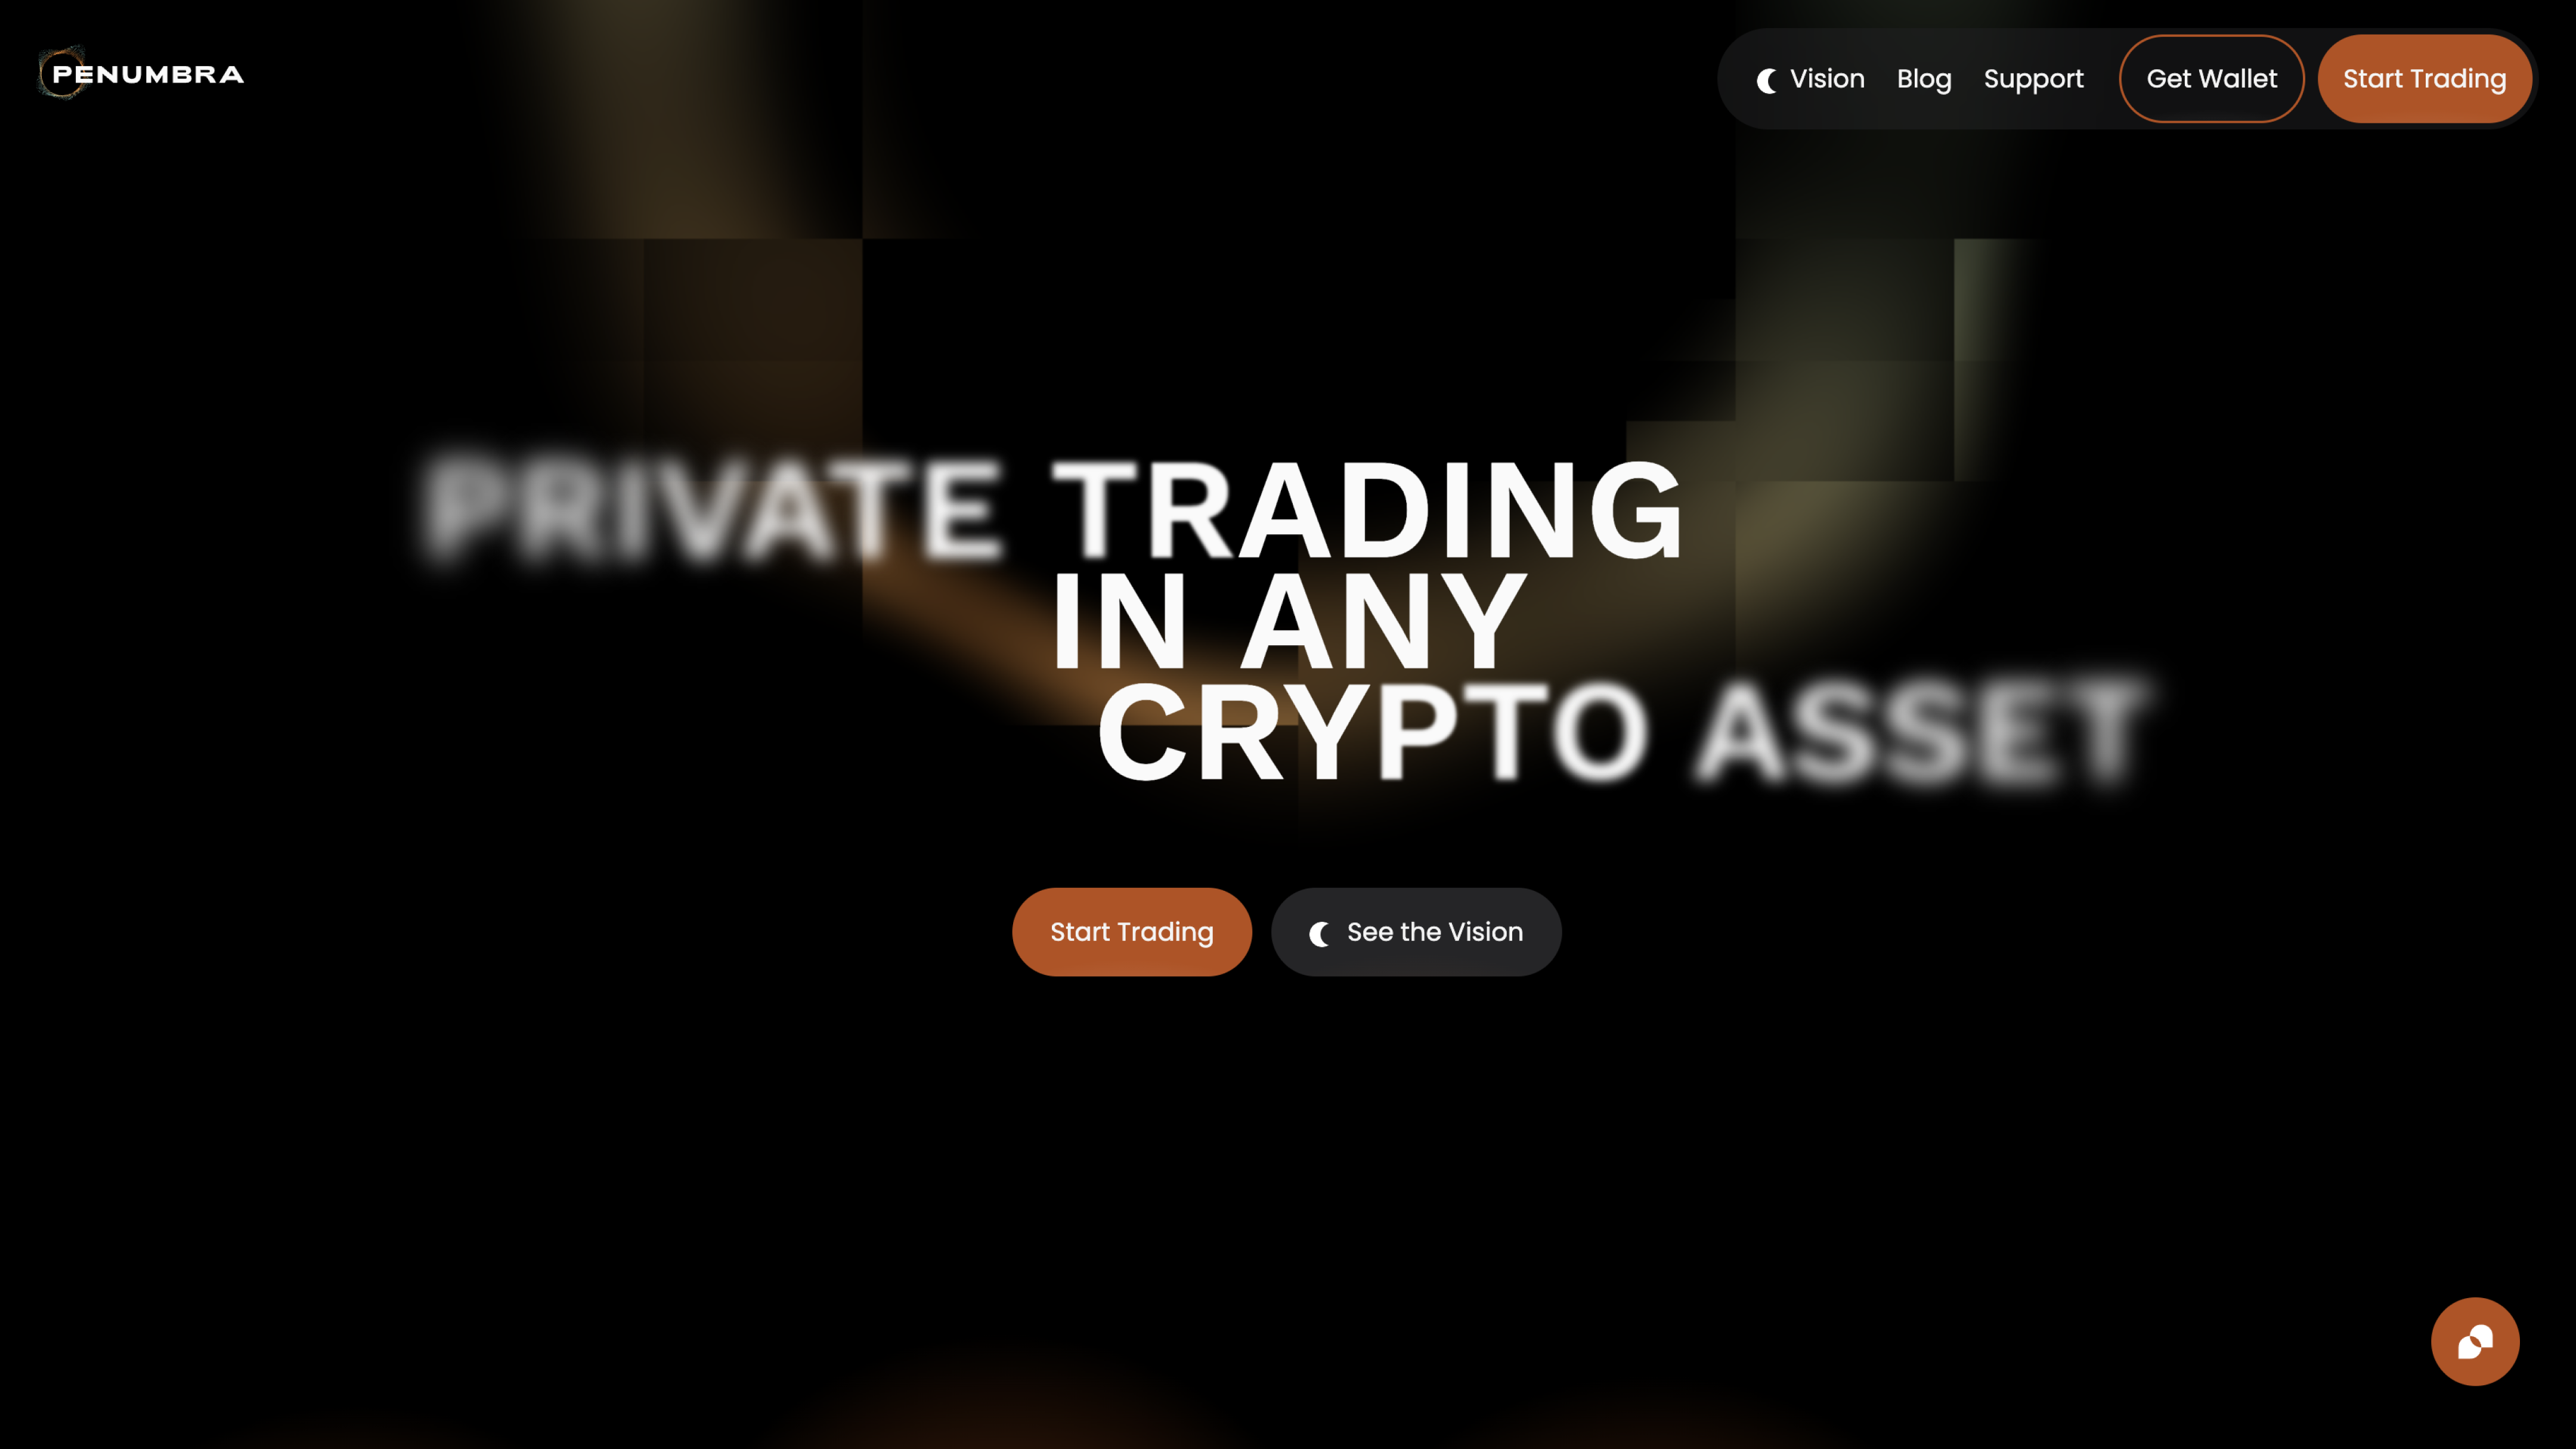 PENUMBRA
Vision Blog Support Get Wallet Start Trading
PRIVATE TRADING
IN ANY
CRYPTO ASSET
Start Trading See the Vision